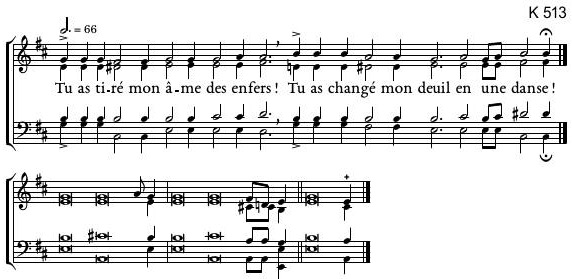 K 513
= 66
Tu as ti-ré mon â-me des enfers ! Tu as changé mon deuil en une danse !